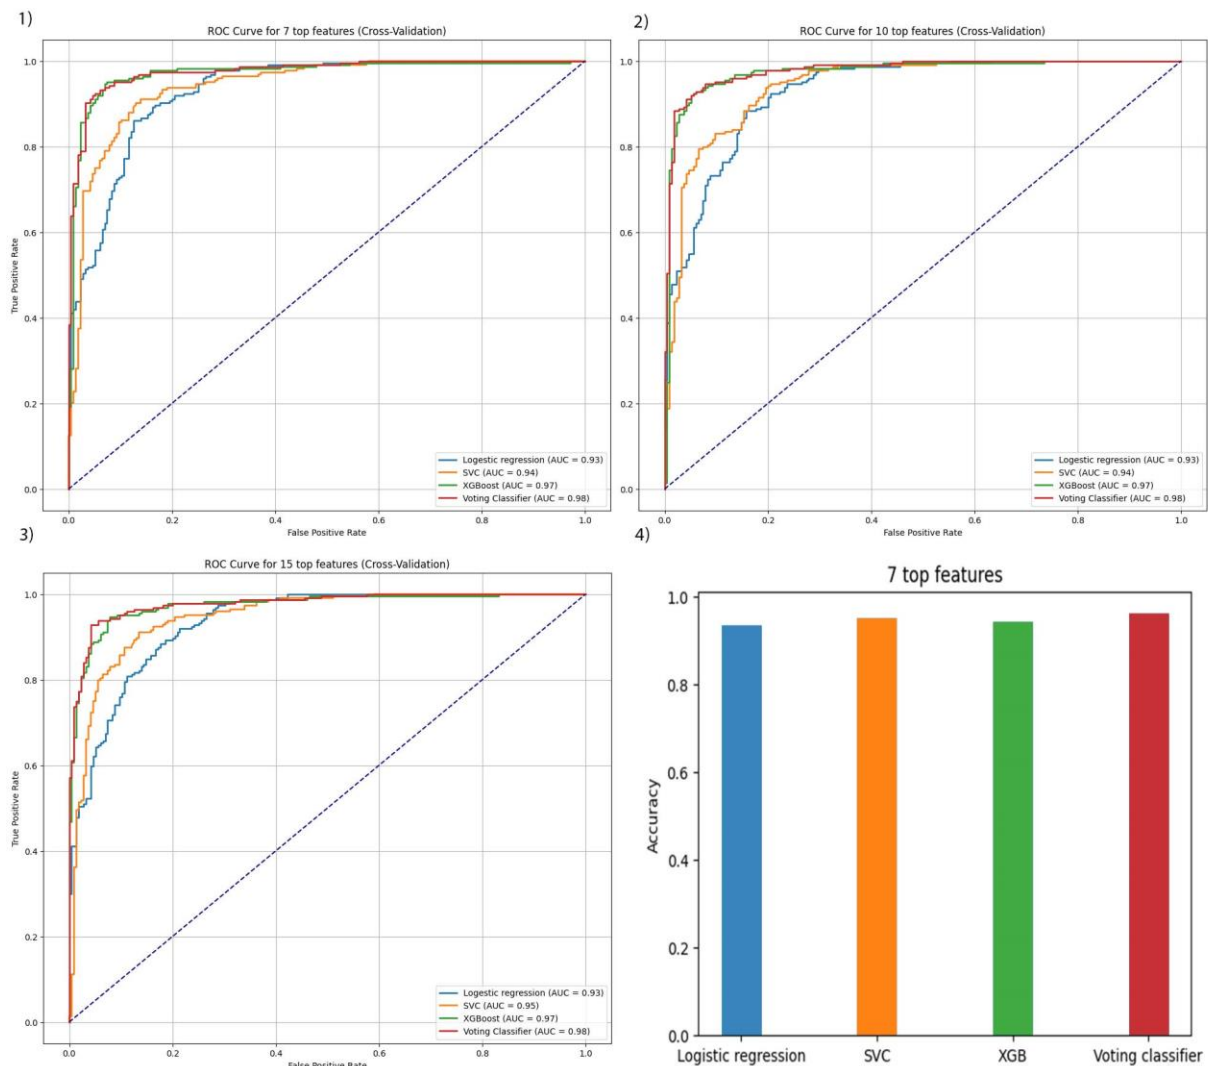 1)
ROC Curve for 7 top features (Cross-Validation)
1.0
0.8
0.6
0.4
0.2
0.0
True Positive Rate
Logestic regression (AUC = 0.93)
SVC (AUC = 0.94)
XGBoost (AUC = 0.97)
Voting Classifier (AUC = 0.98)
0.0 0.2 0.4 0.6 0.8 1.0
False Positive Rate
2)
ROC Curve for 10 top features (Cross-Validation)
1.0
0.8
0.6
0.4
0.2
0.0
Logestic regression (AUC = 0.93)
SVC (AUC = 0.94)
XGBoost (AUC = 0.97)
Voting Classifier (AUC = 0.98)
0.0 0.2 0.4 0.6 0.8 1.0
False Positive Rate
3)
ROC Curve for 15 top features (Cross-Validation)
1.0
0.8
0.6
0.4
0.2
0.0
True Positive Rate
Logestic regression (AUC = 0.93)
SVC (AUC = 0.95)
XGBoost (AUC = 0.97)
Voting Classifier (AUC = 0.98)
0.0 0.2 0.4 0.6 0.8 1.0
False Positive Rate
4)
7 top features
1.0
0.8
0.6
0.4
0.2
0.0
Accuracy
Logistic regression SVC XGB Voting classifier